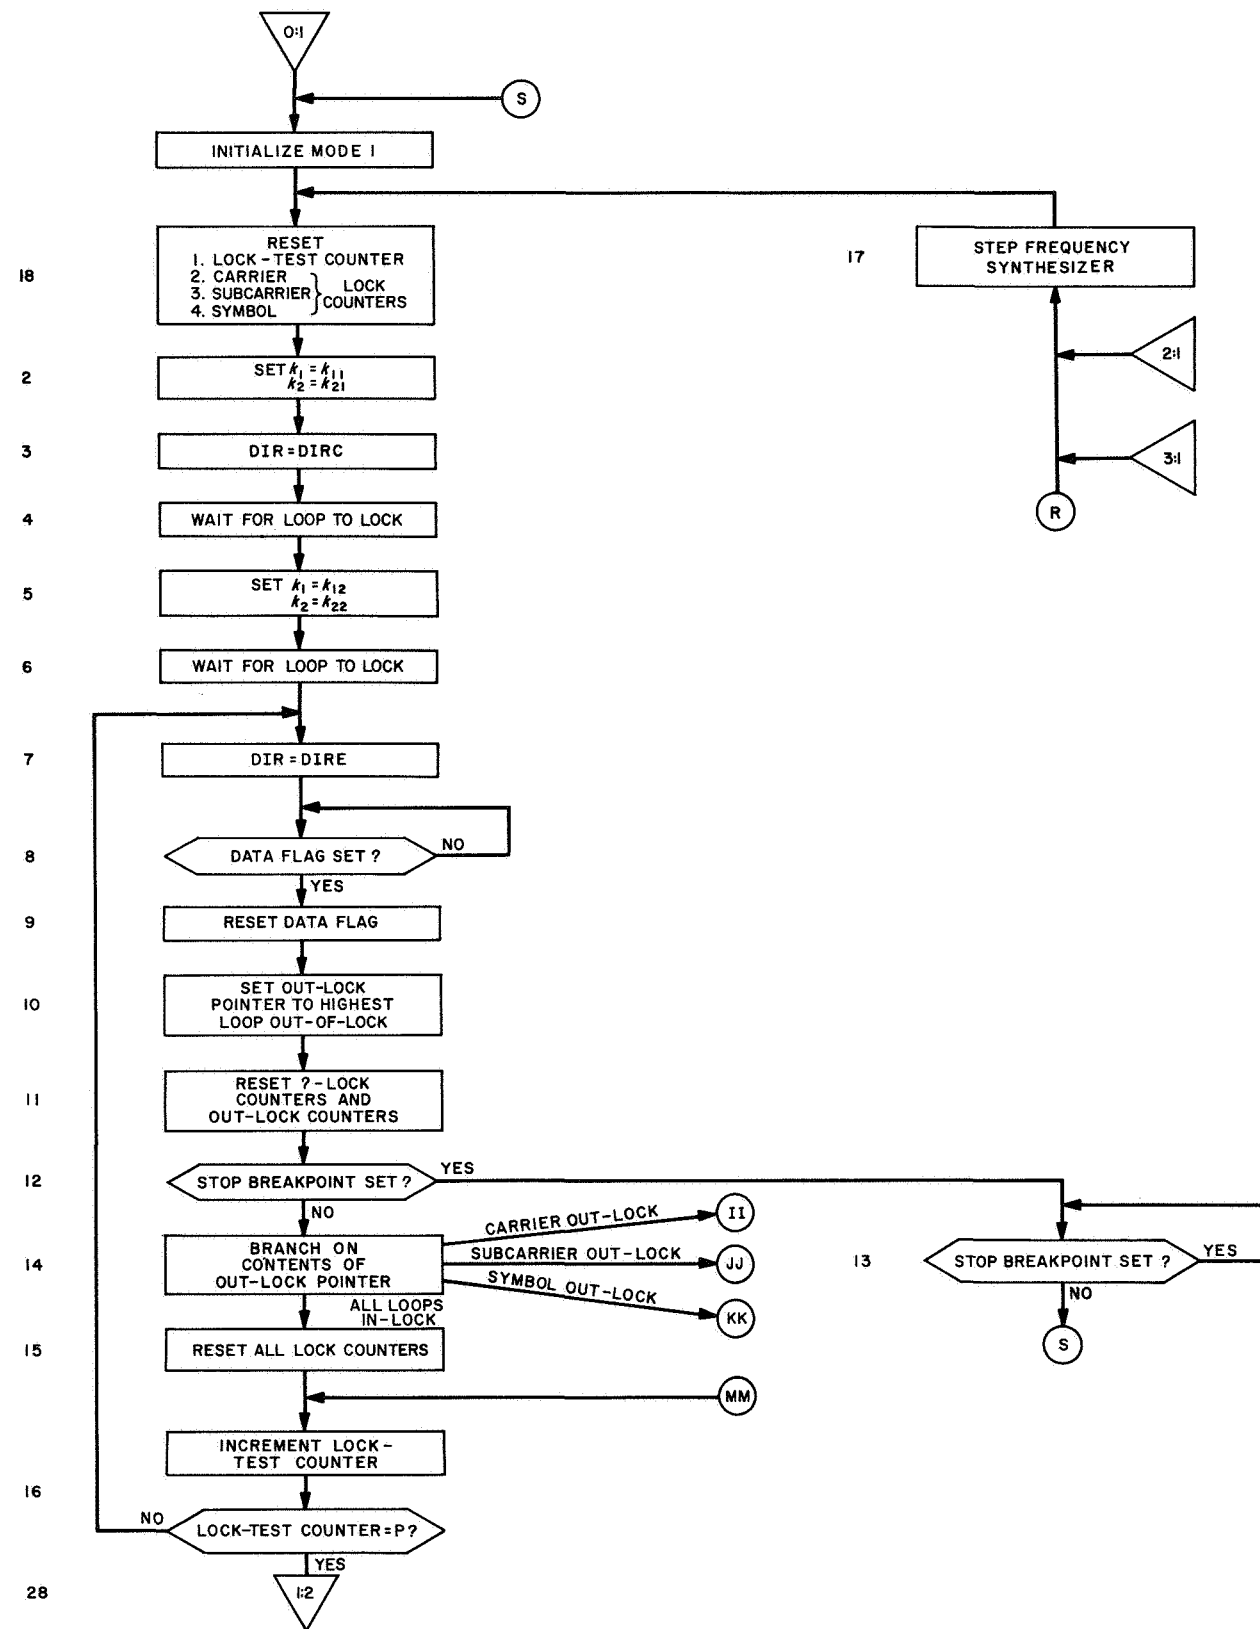 0:1
S
INITIALIZE MODE 1
18
RESET
1. LOCK-TEST COUNTER
2. CARRIER
3. SUBCARRIER
4. SYMBOL
LOCK
COUNTERS
17
STEP FREQUENCY
SYNTHESIZER
2:1
3:1
R
2
SET k₁ = k₁₁
k₂ = k₂₁
3
DIR = DIRC
4
WAIT FOR LOOP TO LOCK
5
SET k₁ = k₁₂
k₂ = k₂₂
6
WAIT FOR LOOP TO LOCK
7
DIR = DIRE
8
DATA FLAG SET ?
NO
YES
9
RESET DATA FLAG
10
SET OUT-LOCK
POINTER TO HIGHEST
LOOP OUT-OF-LOCK
11
RESET ?-LOCK
COUNTERS AND
OUT-LOCK COUNTERS
12
STOP BREAKPOINT SET ?
YES
NO
14
BRANCH ON
CONTENTS OF
OUT-LOCK POINTER
CARRIER OUT-LOCK
II
SUBCARRIER OUT-LOCK
JJ
SYMBOL OUT-LOCK
KK
13
STOP BREAKPOINT SET ?
YES
NO
S
ALL LOOPS
IN-LOCK
15
RESET ALL LOCK COUNTERS
MM
INCREMENT LOCK-
TEST COUNTER
16
NO
LOCK-TEST COUNTER = P?
YES
28
1:2